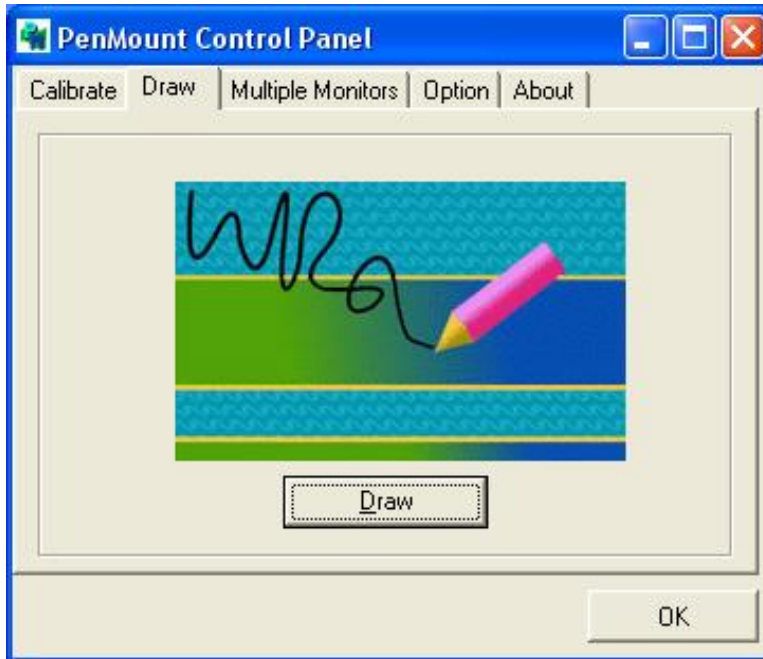 PenMount Control Panel
Calibrate Draw Multiple Monitors Option About
Draw
OK